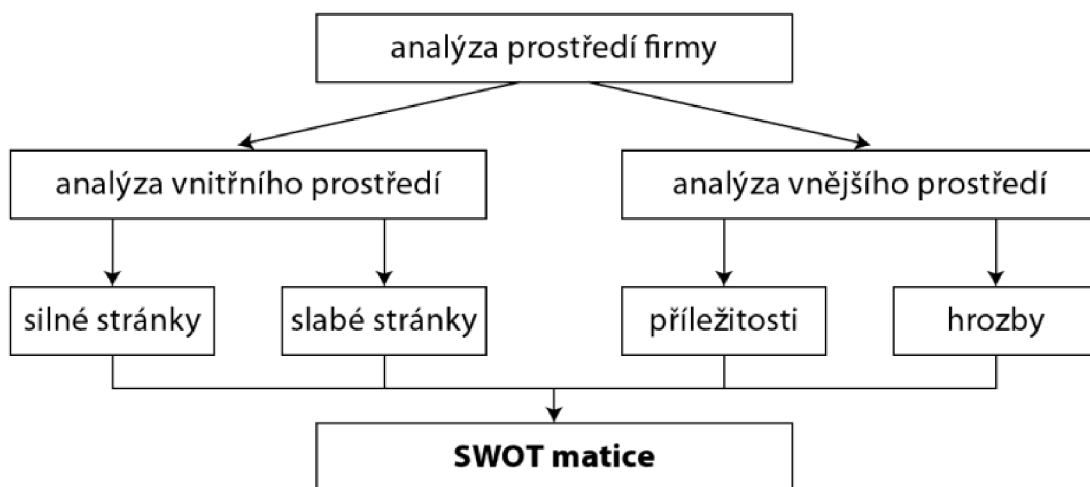 analýza prostředí firmy
analýza vnitřního prostředí
analýza vnějšího prostředí
silné stránky
slabé stránky
příležitosti
hrozby
SWOT matice